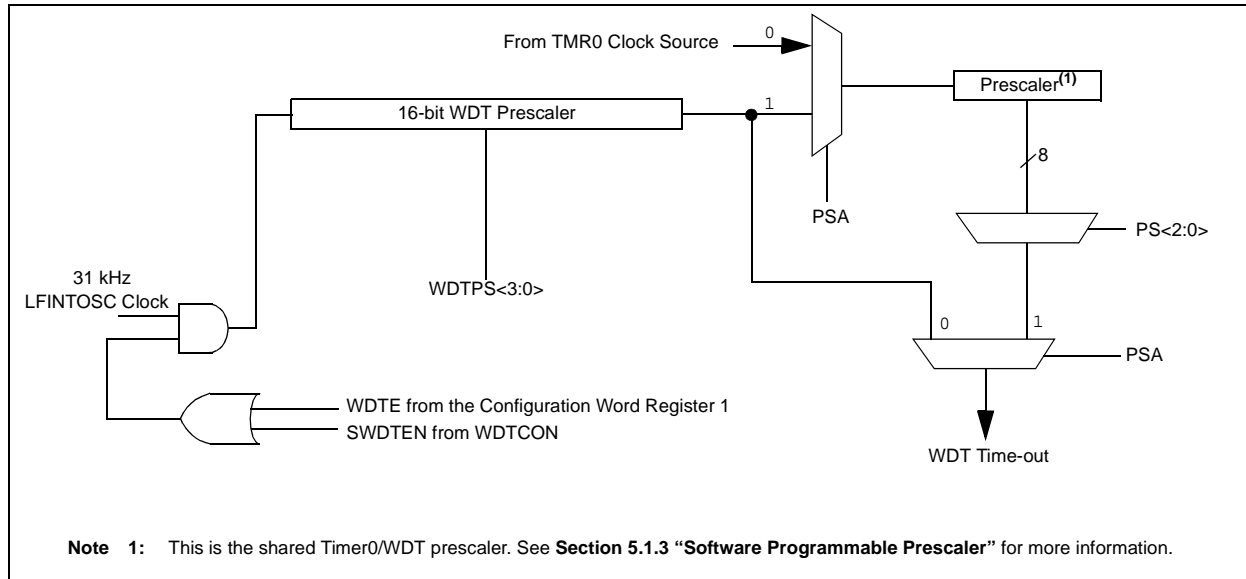 From TMR0 Clock Source
0
Prescaler(1)
16-bit WDT Prescaler
1
8
PSA
PS<2:0>
31 kHz
LFINTOSC Clock
WDTPS<3:0>
0
1
PSA
WDTE from the Configuration Word Register 1
SWDTEN from WDTCON
WDT Time-out
Note 1: This is the shared Timer0/WDT prescaler. See Section 5.1.3 “Software Programmable Prescaler” for more information.